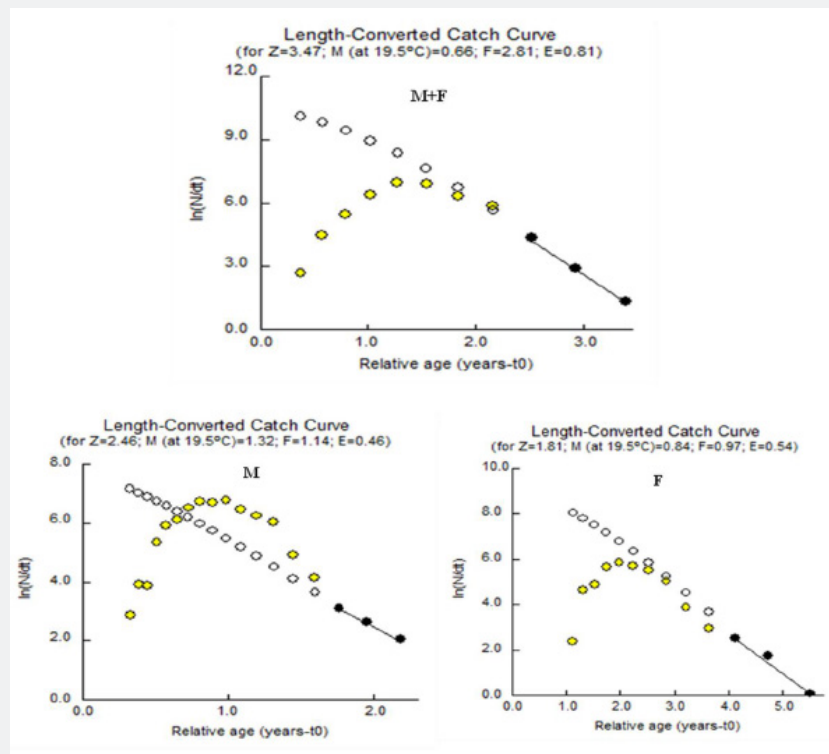 Length-Converted Catch Curve
(for Z=3.47; M (at 19.5°C)=0.66; F=2.81; E=0.81)
M+F
12.0
9.0
6.0
3.0
0.0
ln(N/dt)
0.0 1.0 2.0 3.0
Relative age (years-t0)
Length-Converted Catch Curve
(for Z=2.46; M (at 19.5°C)=1.32; F=1.14; E=0.46)
M
8.0
6.0
4.0
2.0
0.0
ln(N/dt)
0.0 1.0 2.0
Relative age (years-t0)
Length-Converted Catch Curve
(for Z=1.81; M (at 19.5°C)=0.84; F=0.97; E=0.54)
F
10.0
8.0
6.0
4.0
2.0
0.0
ln(N/dt)
0.0 1.0 2.0 3.0 4.0 5.0
Relative age (years-t0)